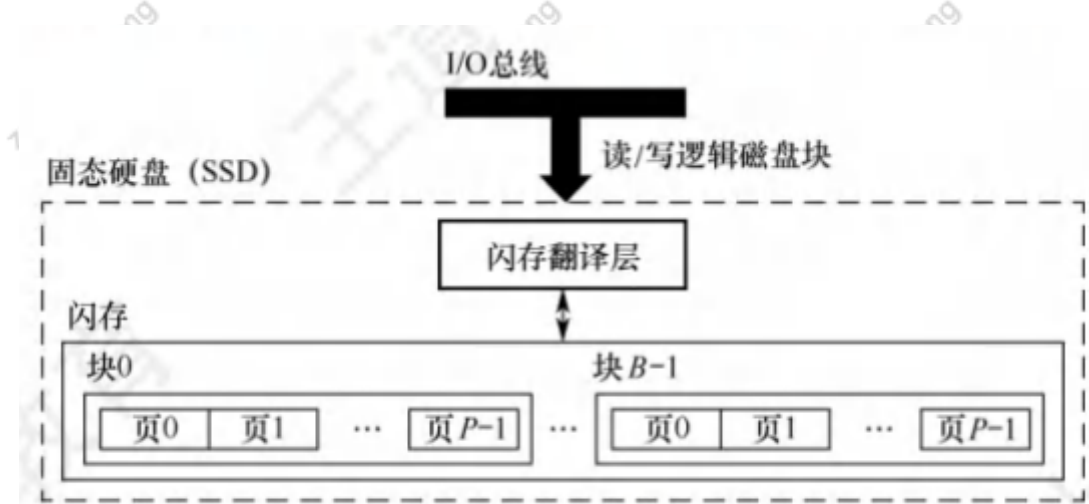 I/O总线
读/写逻辑磁盘块
固态硬盘（SSD）
闪存翻译层
闪存
块0 块B-1
页0 页1 … 页P-1 … 页0 页1 … 页P-1